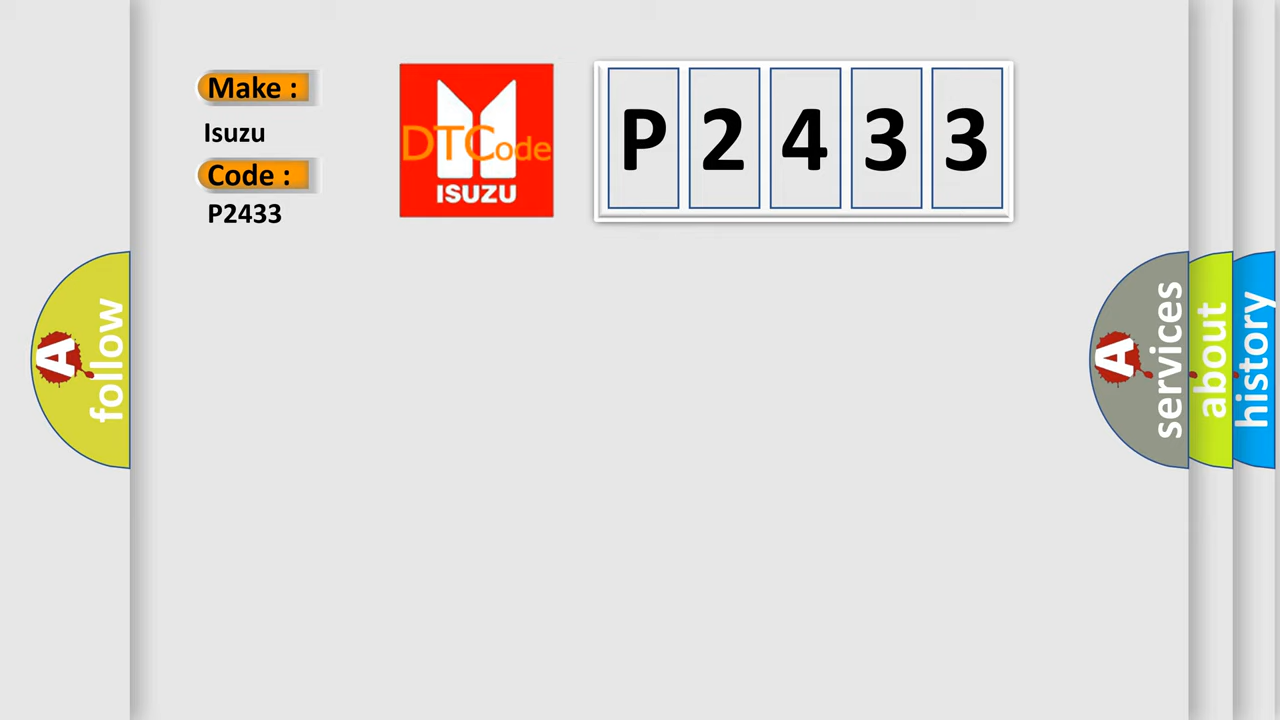 Make :
Isuzu
Code :
P2433
DTCode
ISUZU
P 2 4 3 3
A follow
A services
about
history